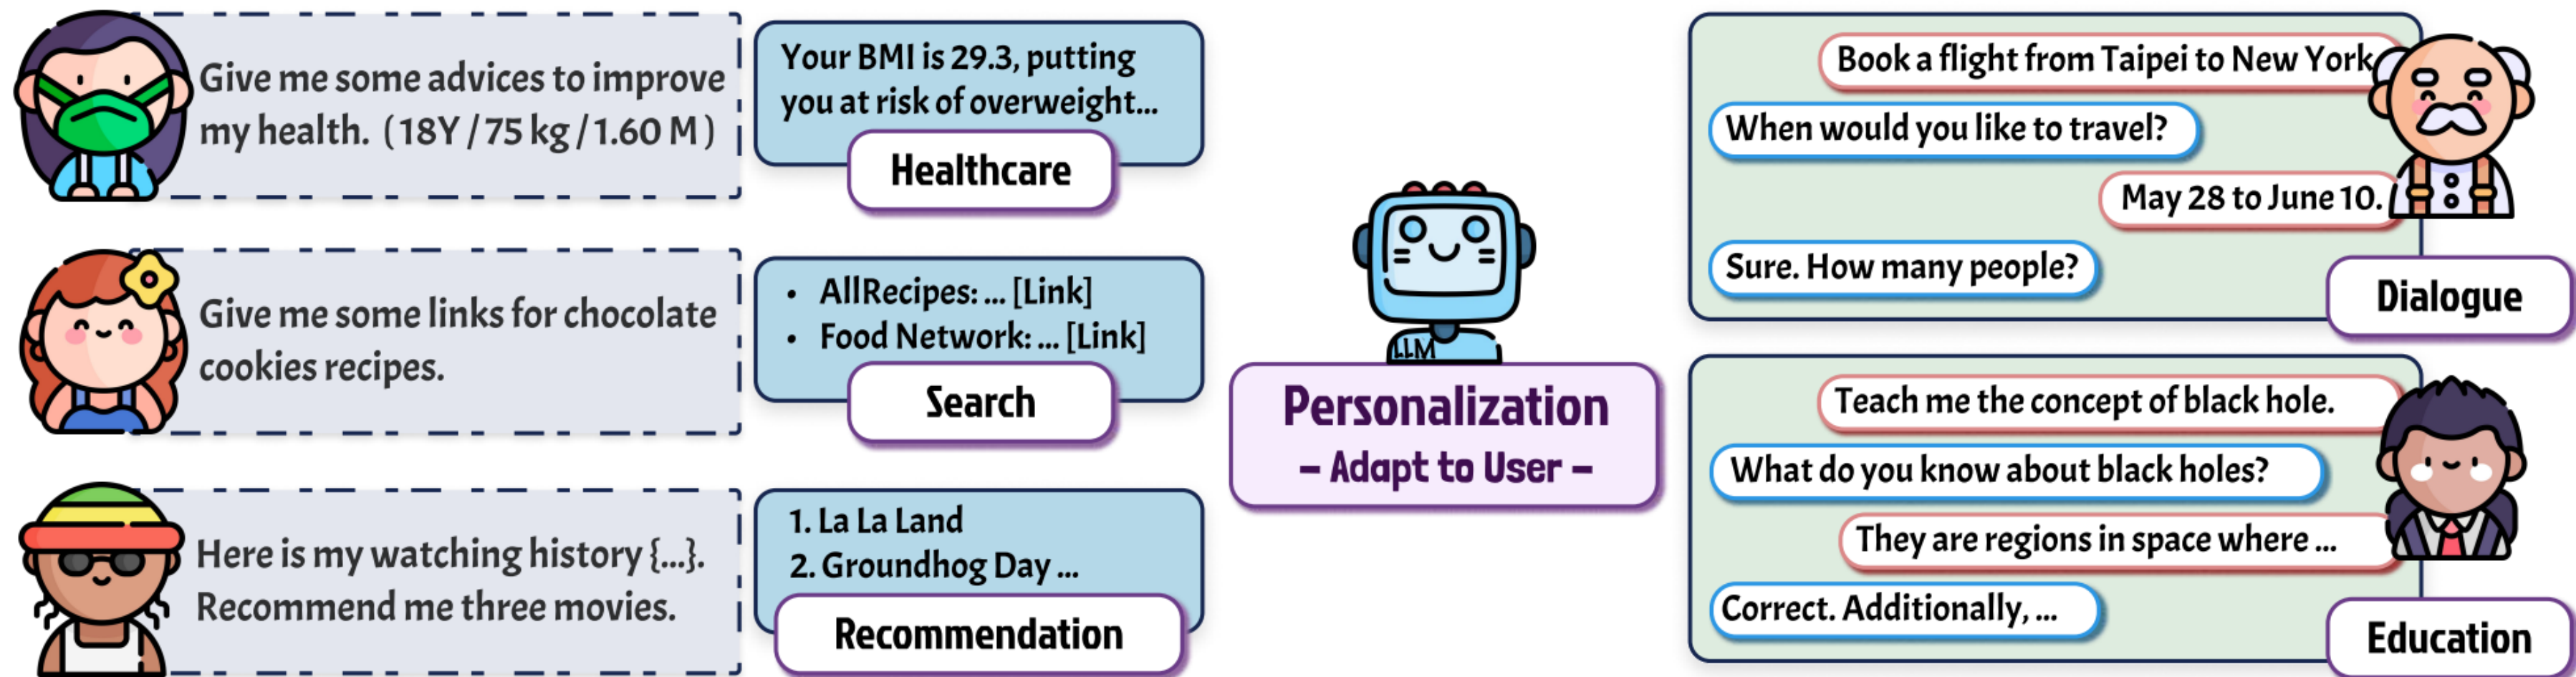 Give me some advices to improve
my health. ( 18Y / 75 kg / 1.60 M )
Your BMI is 29.3, putting
you at risk of overweight...
Healthcare
Give me some links for chocolate
cookies recipes.
• AllRecipes: ... [Link]
• Food Network: ... [Link]
Search
Here is my watching history {...}.
Recommend me three movies.
1. La La Land
2. Groundhog Day ...
Recommendation
LLM
Personalization
– Adapt to User –
Book a flight from Taipei to New York
When would you like to travel?
May 28 to June 10.
Sure. How many people?
Dialogue
Teach me the concept of black hole.
What do you know about black holes?
They are regions in space where ...
Correct. Additionally, ...
Education